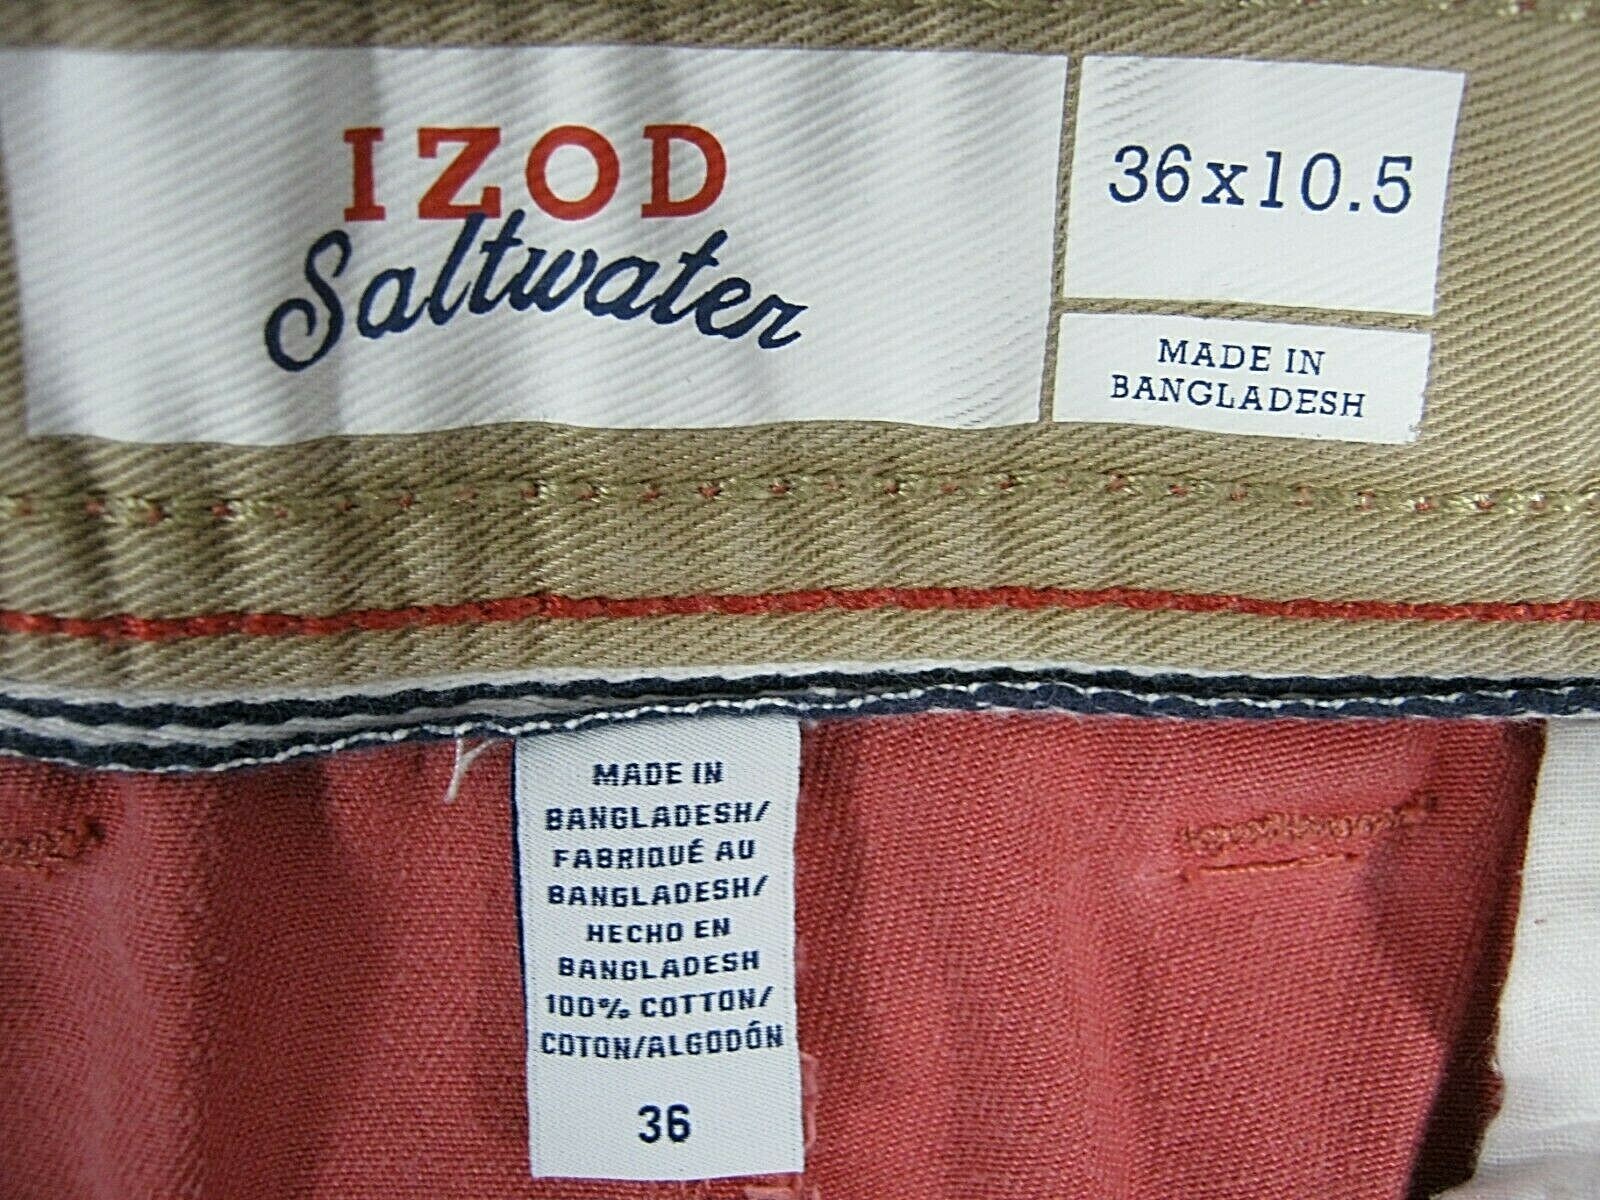 IZOD
Saltwater
36x10.5
MADE IN
BANGLADESH
MADE IN
BANGLADESH/
FABRIQUÉ AU
BANGLADESH/
HECHO EN
BANGLADESH
100% COTTON/
COTON/ALGODÓN
36